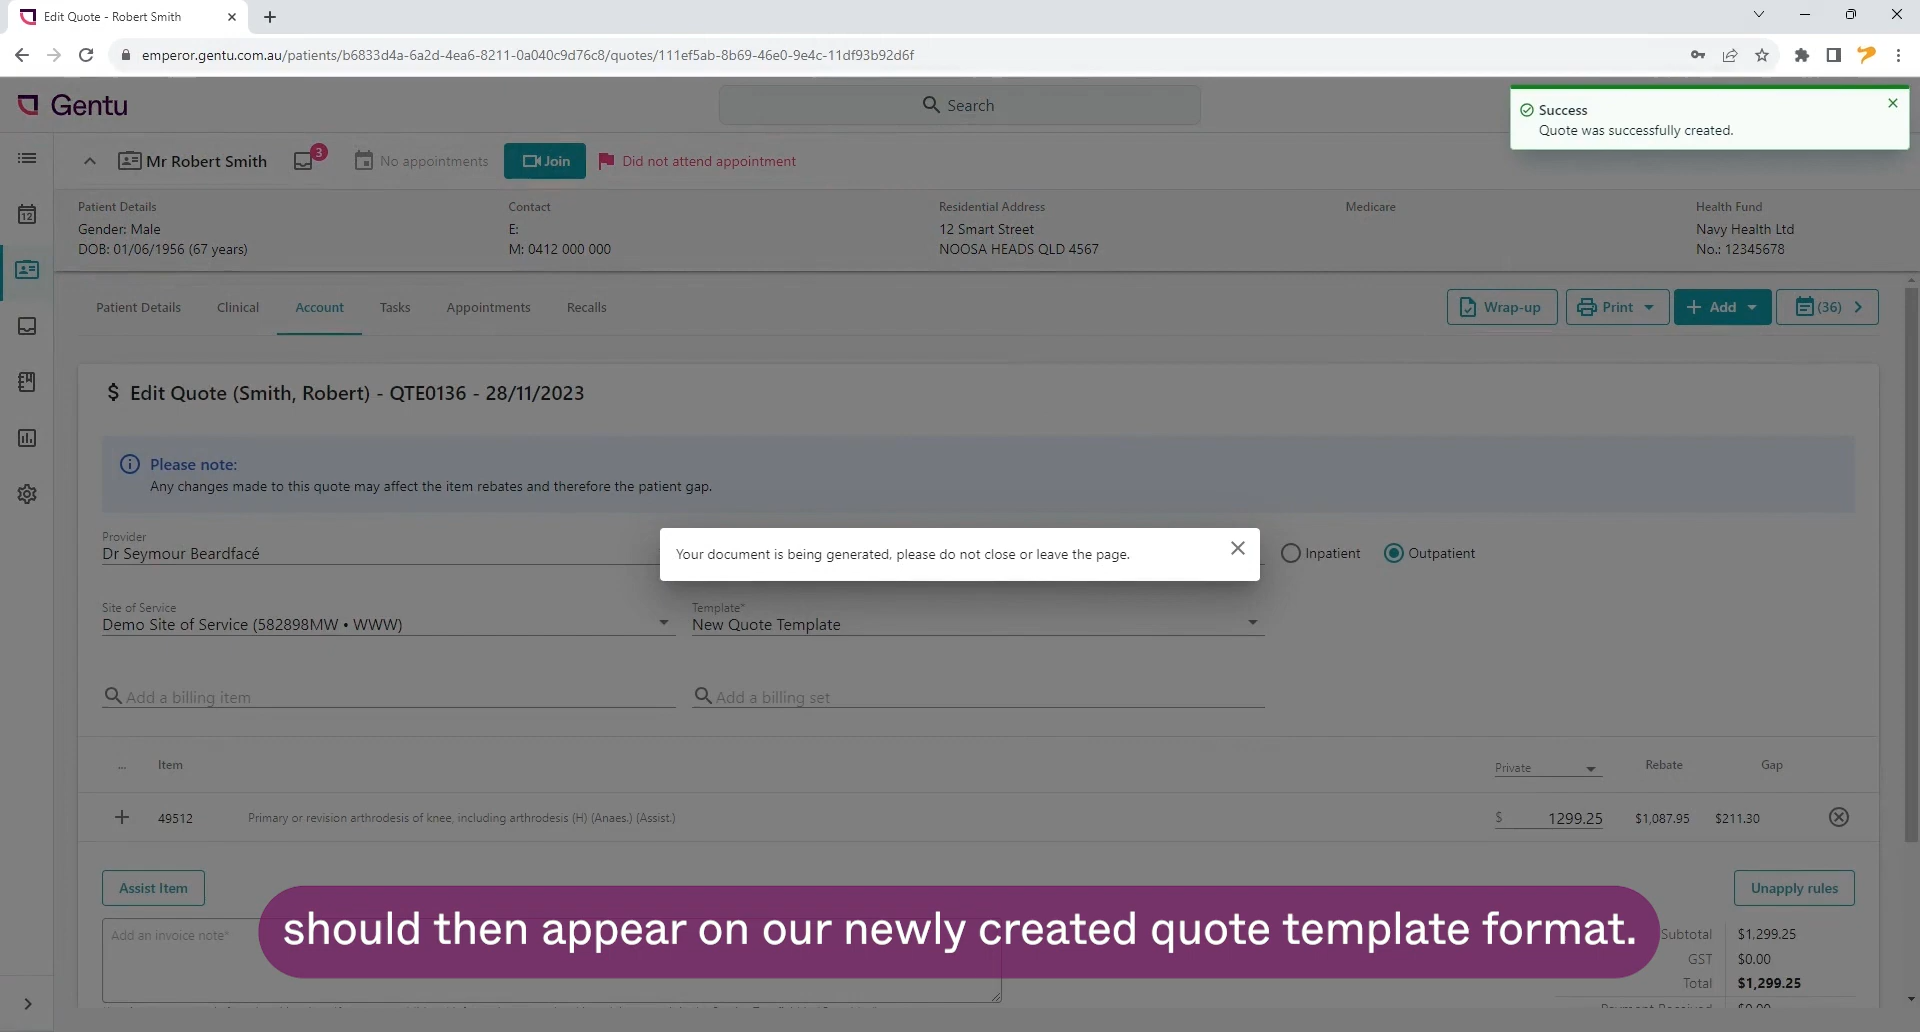 Edit Quote - Robert Smith
emperor.gentu.com.au/patients/b6833d4a-6a2d-4ea6-8211-0a040c9d76c8/quotes/111ef5ab-8b69-46e0-9e4c-11df93b92d6f
Gentu
Search
Success
Quote was successfully created.
Mr Robert Smith
3
No appointments
Join
Did not attend appointment
Patient Details
Gender: Male
DOB: 01/06/1956 (67 years)
Contact
E:
M: 0412 000 000
Residential Address
12 Smart Street
NOOSA HEADS QLD 4567
Medicare
Health Fund
Navy Health Ltd
No.: 12345678
12
Patient Details
Clinical
Account
Tasks
Appointments
Recalls
Wrap-up
Print
Add
(36)
$ Edit Quote (Smith, Robert) - QTE0136 - 28/11/2023
Please note:
Any changes made to this quote may affect the item rebates and therefore the patient gap.
Provider
Dr Seymour Beardfacé
Your document is being generated, please do not close or leave the page.
Inpatient
Outpatient
Site of Service
Demo Site of Service (582898MW • WWW)
Template*
New Quote Template
Add a billing item
Add a billing set
... Item
Private
Rebate
Gap
49512
Primary or revision arthrodesis of knee, including arthrodesis (H) (Anaes.) (Assist.)
$ 1299.25
$1,087.95
$211.30
Assist Item
Unapply rules
Add an invoice note*
should then appear on our newly created quote template format.
Subtotal $1,299.25
GST $0.00
Total $1,299.25